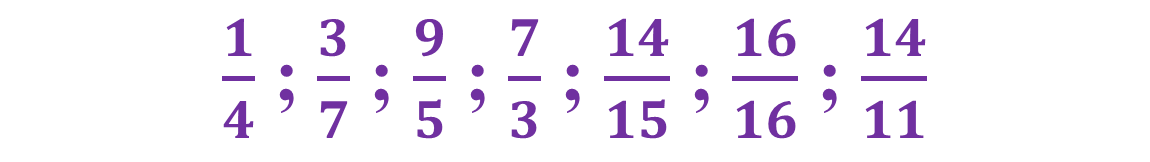 1/4 ; 3/7 ; 9/5 ; 7/3 ; 14/15 ; 16/16 ; 14/11